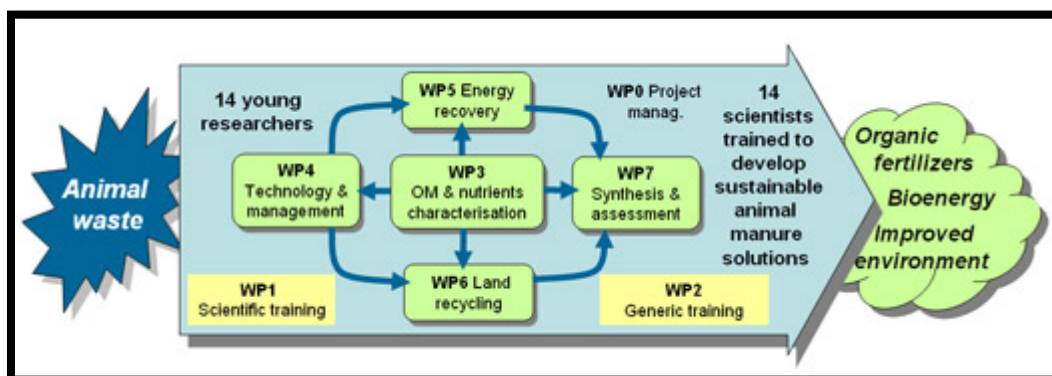 Animal
waste
14 young
researchers
WP5 Energy
recovery
WP0 Project
manag.
WP4
Technology &
management
WP3
OM & nutrients
characterisation
WP7
Synthesis &
assessment
WP6 Land
recycling
WP1
Scientific training
WP2
Generic training
14
scientists
trained to
develop
sustainable
animal
manure
solutions
Organic
fertilizers
Bioenergy
Improved
environment